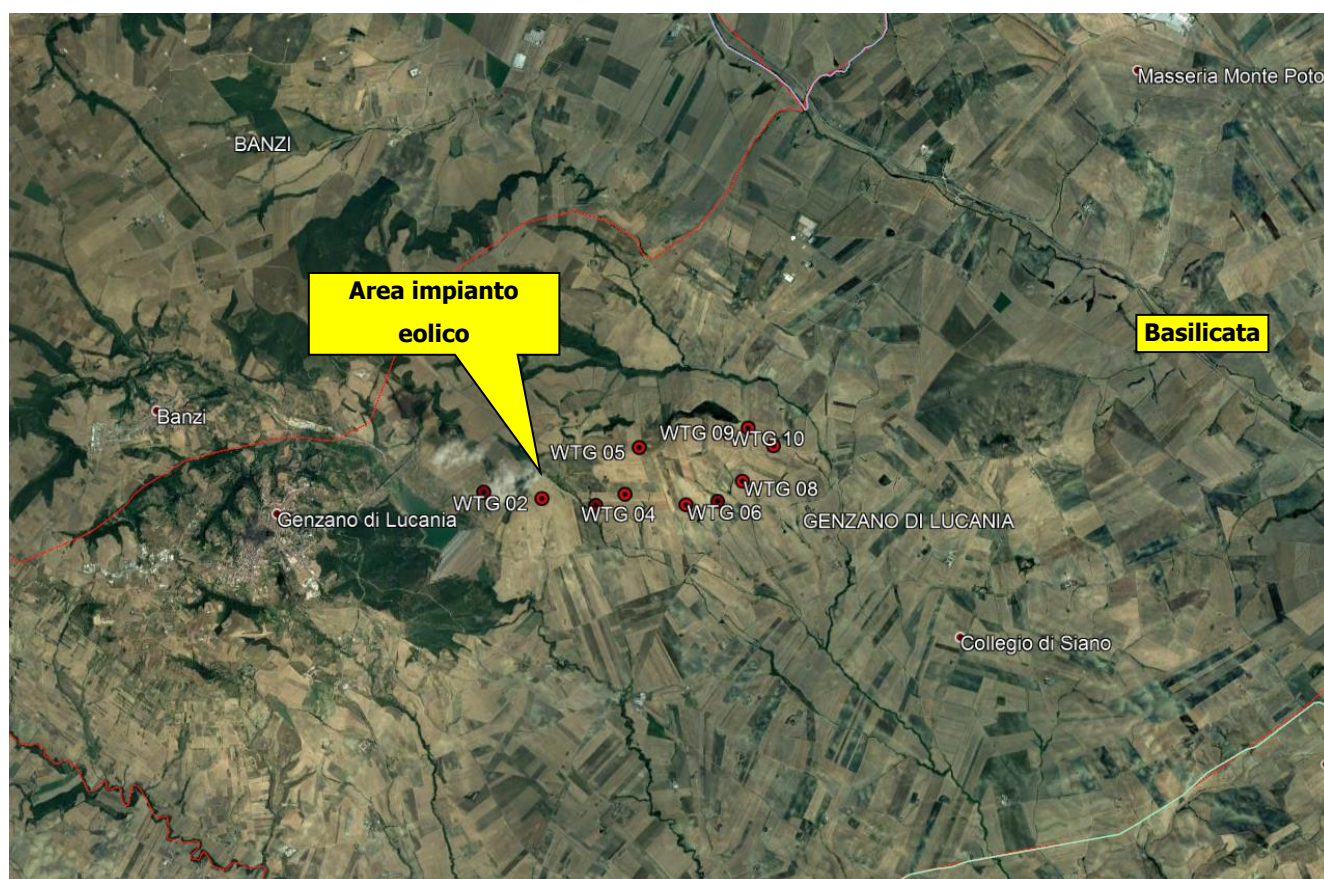 Masseria Monte Poto
BANZI
Area impianto
eolico
Basilicata
Banzi
WTG 09
WTG 10
WTG 05
WTG 08
WTG 02
WTG 04
WTG 06
Genzano di Lucania
GENZANO DI LUCANIA
Collegio di Siano